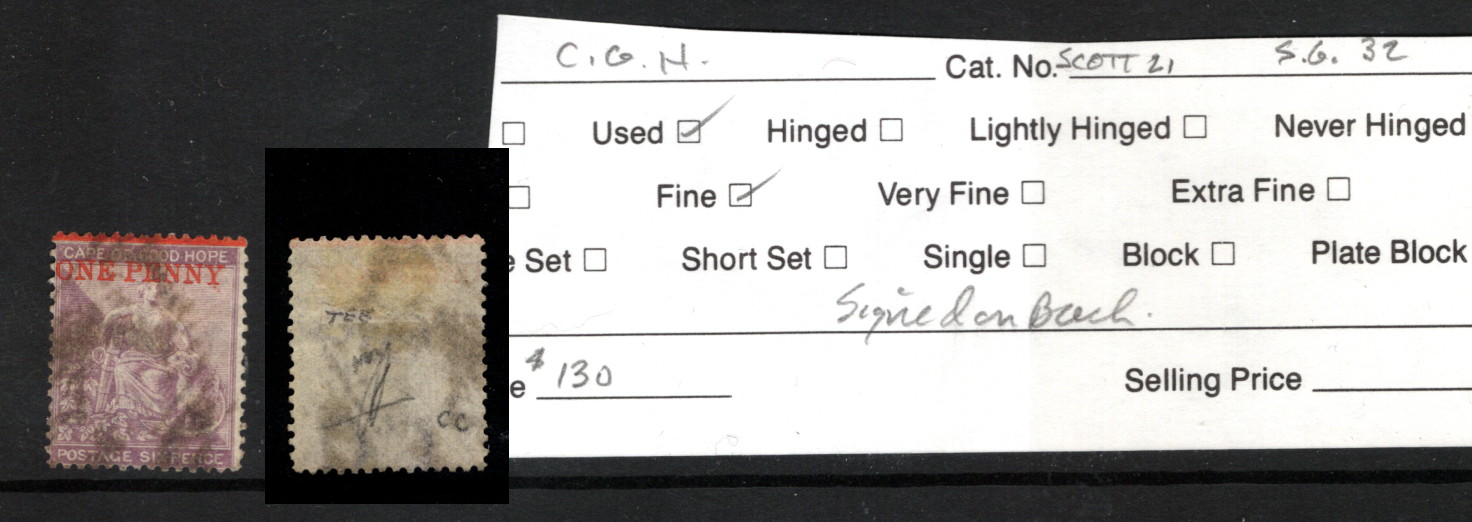 C.G.H. Cat. No. SCOTT 21 S.G. 32
Used Hinged Lightly Hinged Never Hinged
Fine Very Fine Extra Fine
e Set Short Set Single Block Plate Block
Signed on Back.
e $130 Selling Price
CAPE OF GOOD HOPE
ONE PENNY
POSTAGE SIXPENCE
CC